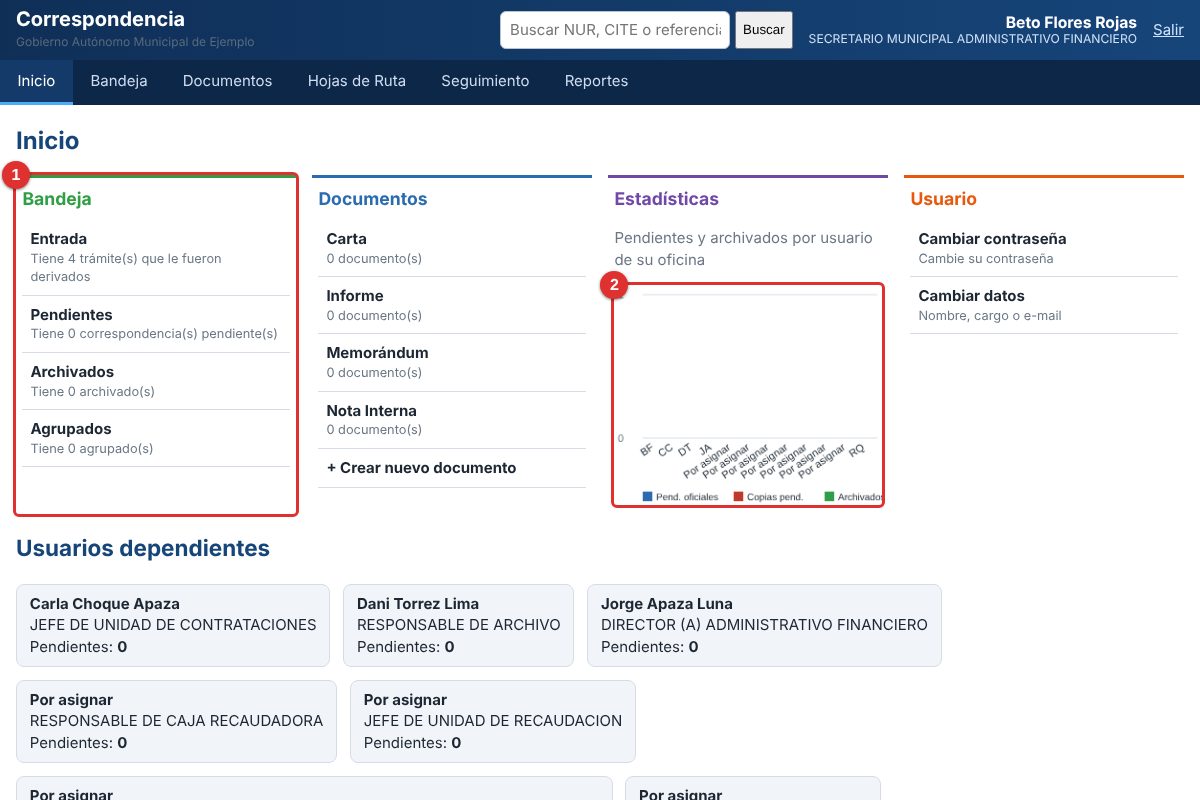 Correspondencia
Gobierno Autónomo Municipal de Ejemplo
Buscar NUR, CITE o referenci
Buscar
Beto Flores Rojas
SECRETARIO MUNICIPAL ADMINISTRATIVO FINANCIERO
Salir
Inicio
Bandeja
Documentos
Hojas de Ruta
Seguimiento
Reportes
Inicio
1
Bandeja
Entrada
Tiene 4 trámite(s) que le fueron
derivados
Pendientes
Tiene 0 correspondencia(s) pendiente(s)
Archivados
Tiene 0 archivado(s)
Agrupados
Tiene 0 agrupado(s)
Documentos
Carta
0 documento(s)
Informe
0 documento(s)
Memorándum
0 documento(s)
Nota Interna
0 documento(s)
+ Crear nuevo documento
Estadísticas
Pendientes y archivados por usuario
de su oficina
2
0
BF
CC
DT
JA
Por asignar
Por asignar
Por asignar
Por asignar
Por asignar
Por asignar
Por asignar
RQ
Pend. oficiales
Copias pend.
Archivados
Usuario
Cambiar contraseña
Cambie su contraseña
Cambiar datos
Nombre, cargo o e-mail
Usuarios dependientes
Carla Choque Apaza
JEFE DE UNIDAD DE CONTRATACIONES
Pendientes: 0
Dani Torrez Lima
RESPONSABLE DE ARCHIVO
Pendientes: 0
Jorge Apaza Luna
DIRECTOR (A) ADMINISTRATIVO FINANCIERO
Pendientes: 0
Por asignar
RESPONSABLE DE CAJA RECAUDADORA
Pendientes: 0
Por asignar
JEFE DE UNIDAD DE RECAUDACION
Pendientes: 0
Por asignar
Por asignar